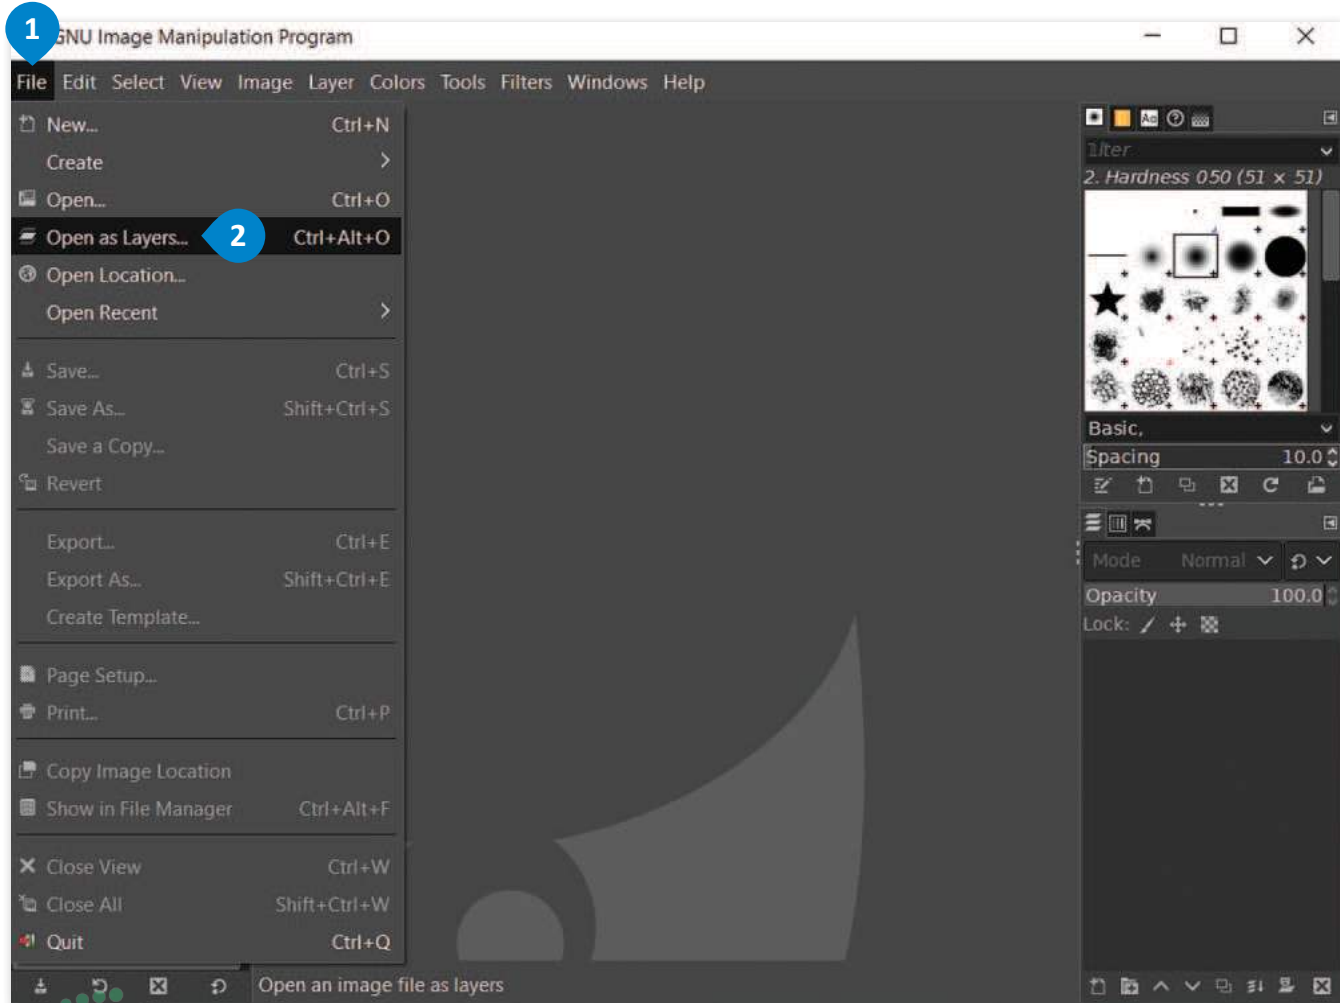 1
GNU Image Manipulation Program
File Edit Select View Image Layer Colors Tools Filters Windows Help
New... Ctrl+N
Create
Open... Ctrl+O
Open as Layers... 2 Ctrl+Alt+O
Open Location...
Open Recent
Save... Ctrl+S
Save As... Shift+Ctrl+S
Save a Copy...
Revert
Export... Ctrl+E
Export As... Shift+Ctrl+E
Create Template...
Page Setup...
Print... Ctrl+P
Copy Image Location
Show in File Manager Ctrl+Alt+F
Close View Ctrl+W
Close All Shift+Ctrl+W
Quit Ctrl+Q
Open an image file as layers
2. Hardness 050 (51 × 51)
Basic,
Spacing 10.0
Mode Normal
Opacity 100.0
Lock: